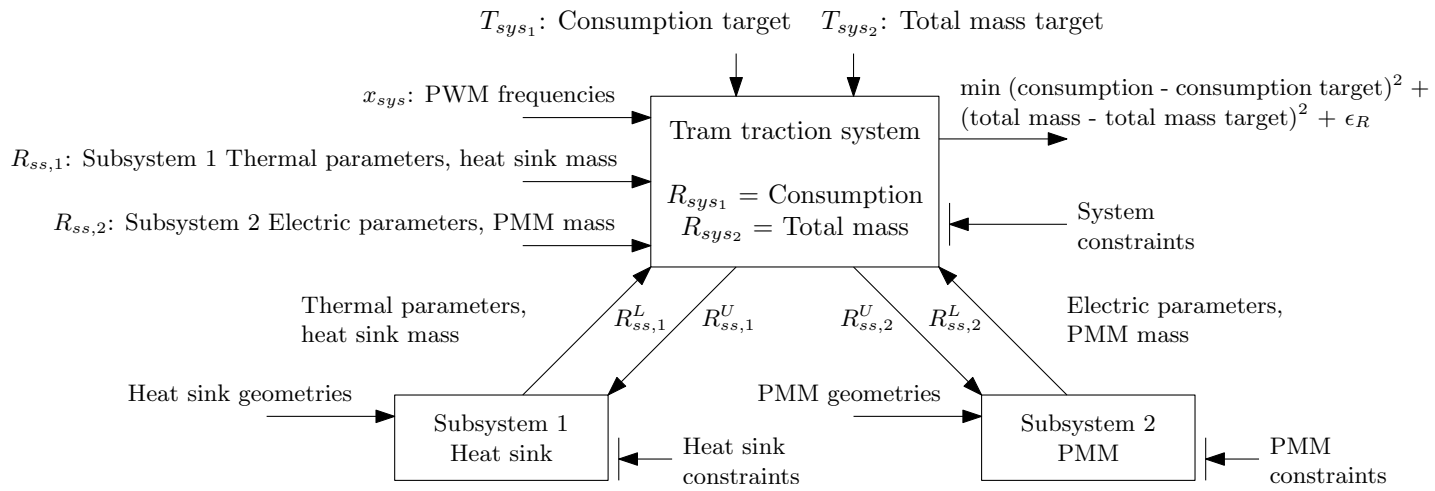 T_{sys_1}: Consumption target
T_{sys_2}: Total mass target
x_{sys}: PWM frequencies
min (consumption - consumption target)^2 +
(total mass - total mass target)^2 + ϵ_R
Tram traction system
R_{ss,1}: Subsystem 1 Thermal parameters, heat sink mass
R_{sys_1} = Consumption
R_{ss,2}: Subsystem 2 Electric parameters, PMM mass
R_{sys_2} = Total mass
System
constraints
Thermal parameters,
heat sink mass
R^L_{ss,1}
R^U_{ss,1}
R^U_{ss,2}
R^L_{ss,2}
Electric parameters,
PMM mass
Heat sink geometries
Subsystem 1
Heat sink
Heat sink
constraints
PMM geometries
Subsystem 2
PMM
PMM
constraints